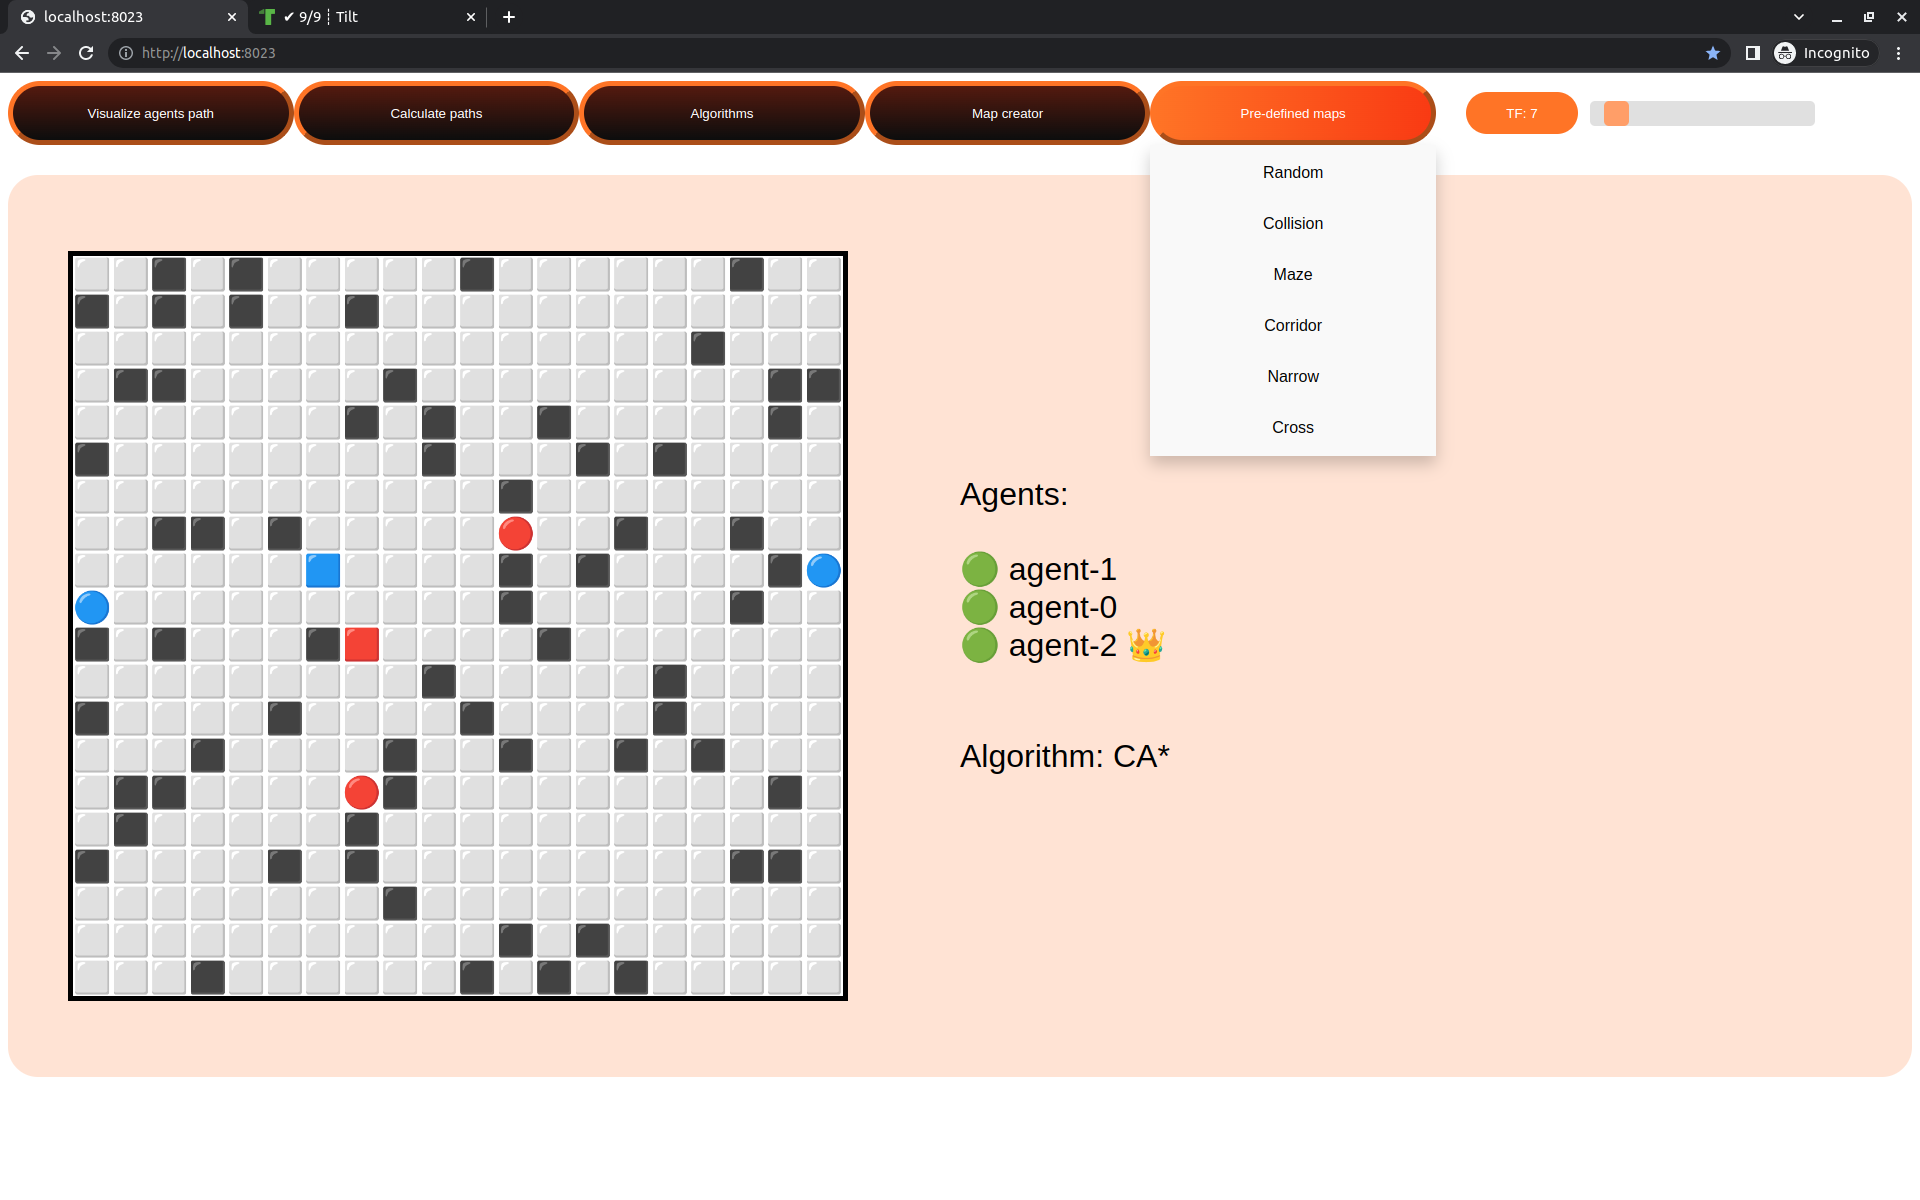 localhost:8023
✔ 9/9 ┊ Tilt
http://localhost:8023
Incognito
Visualize agents path
Calculate paths
Algorithms
Map creator
Pre-defined maps
TF: 7
Random
Collision
Maze
Corridor
Narrow
Cross
Agents:
agent-1
agent-0
agent-2
Algorithm: CA*